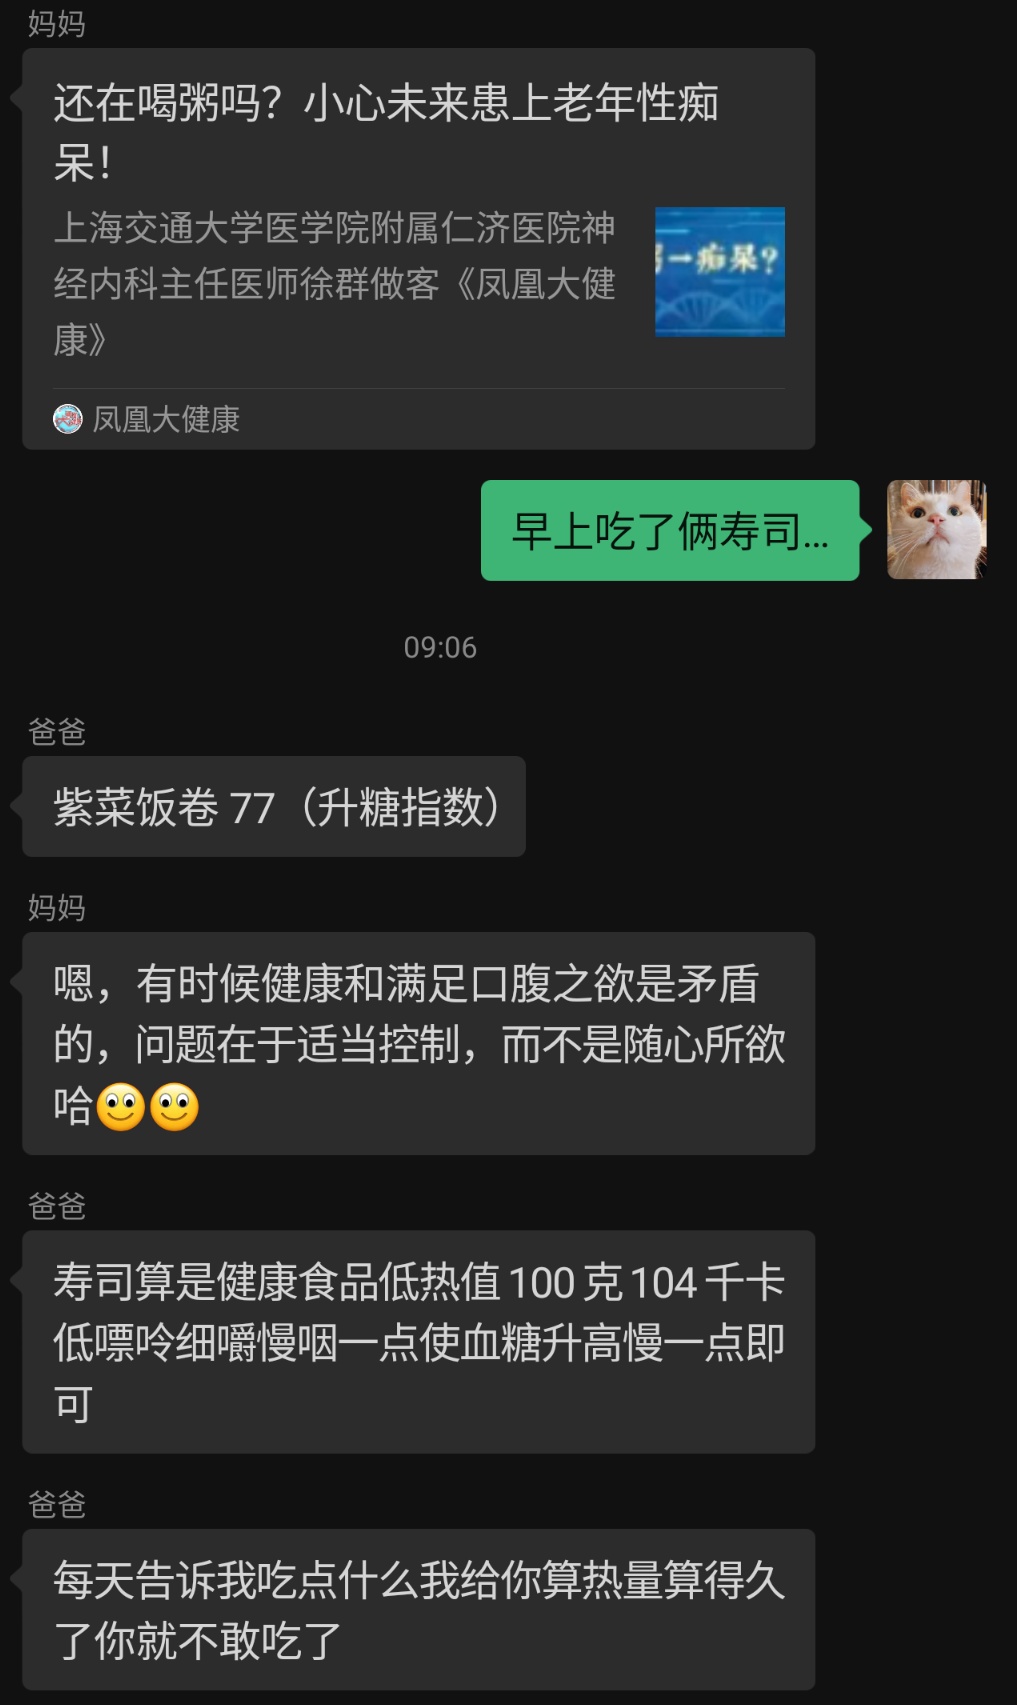 妈妈
还在喝粥吗？小心未来患上老年性痴
呆！
上海交通大学医学院附属仁济医院神
经内科主任医师徐群做客《凤凰大健
康》
一痴呆？
凤凰大健康
早上吃了俩寿司...
09:06
爸爸
紫菜饭卷 77（升糖指数）
妈妈
嗯，有时候健康和满足口腹之欲是矛盾
的，问题在于适当控制，而不是随心所欲
哈
爸爸
寿司算是健康食品低热值100克104千卡
低嘌呤细嚼慢咽一点使血糖升高慢一点即
可
爸爸
每天告诉我吃点什么我给你算热量算得久
了你就不敢吃了